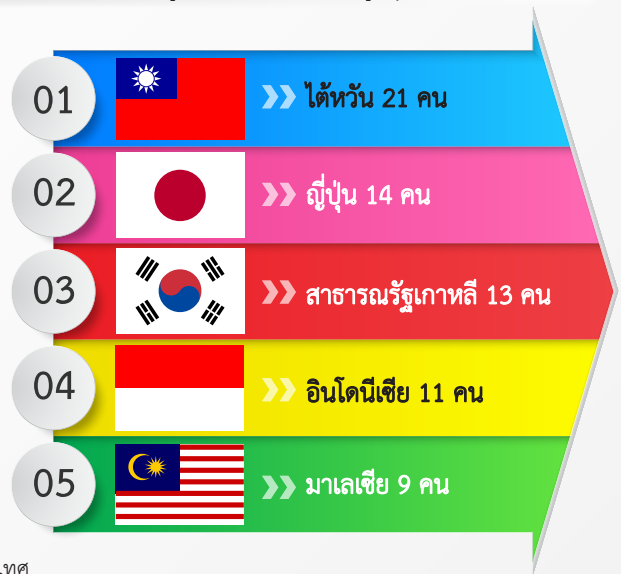 01
ไต้หวัน 21 คน
02
ญี่ปุ่น 14 คน
03
สาธารณรัฐเกาหลี 13 คน
04
อินโดนีเซีย 11 คน
05
มาเลเซีย 9 คน